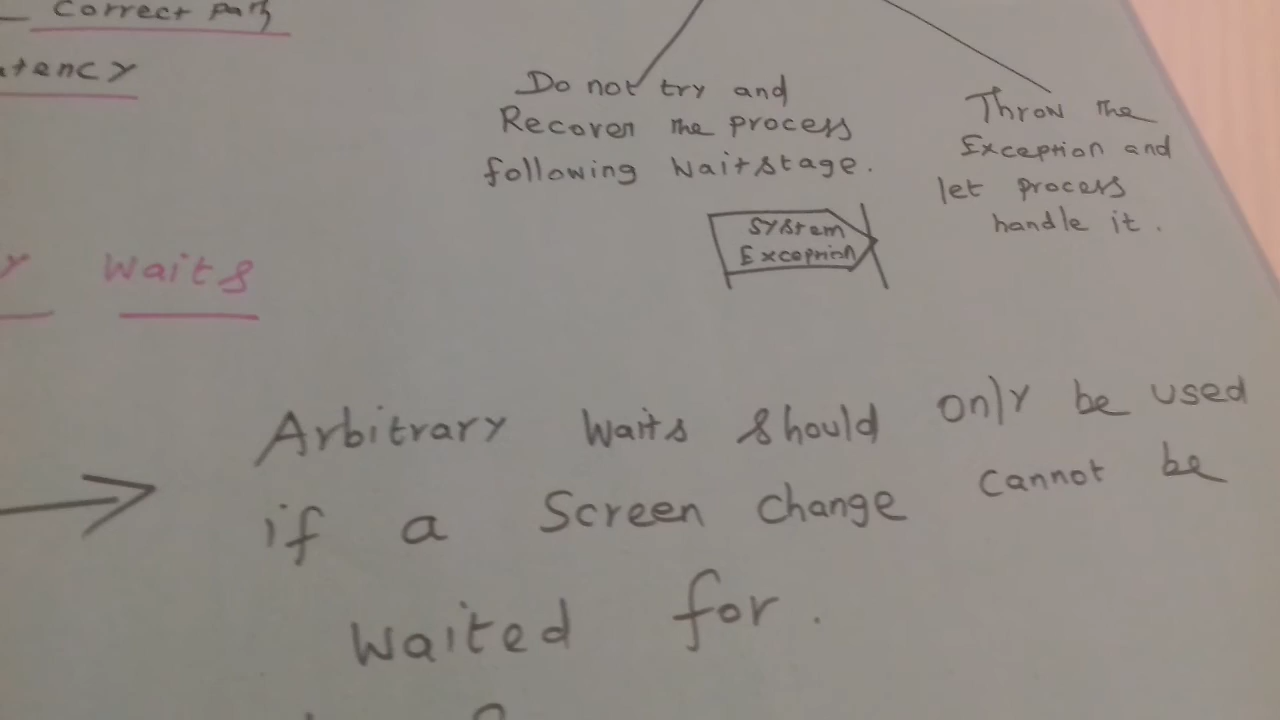 Correct Path
Do not try and
Recover the process
following Waitstage.
Throw the
Exception and
let process
handle it.
System
Exception
Waits
Arbitrary Waits should only be used
if a Screen change cannot be
waited for.